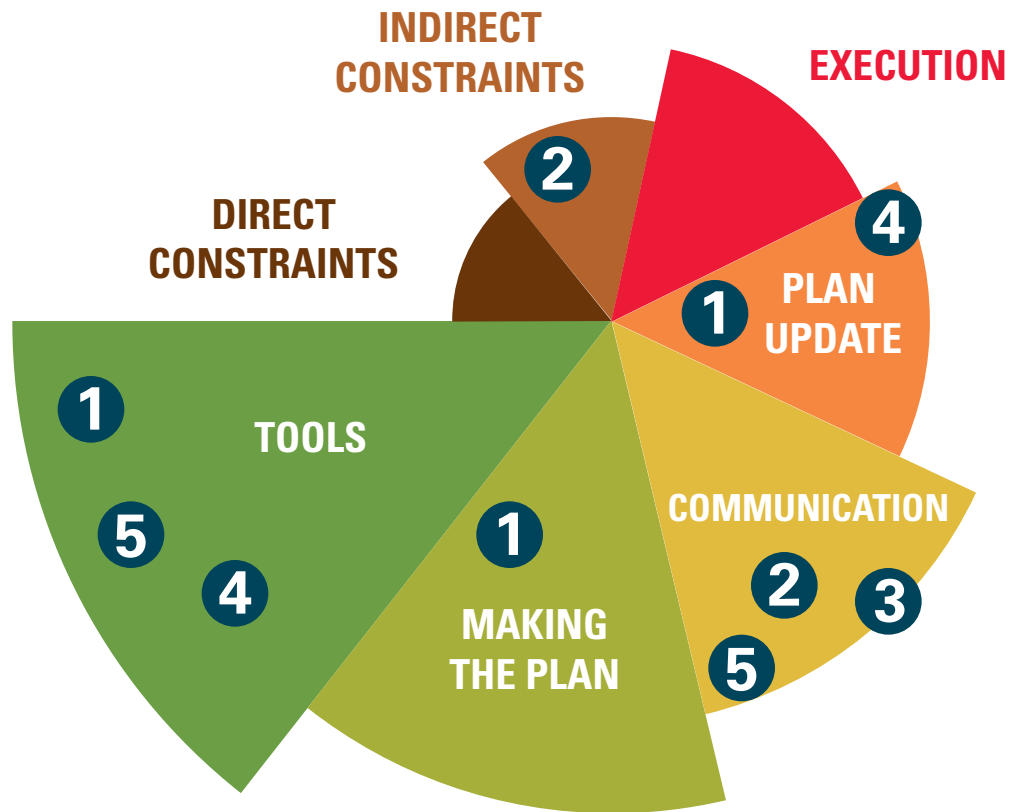 INDIRECT
CONSTRAINTS
EXECUTION
2
DIRECT
CONSTRAINTS
4
PLAN
UPDATE
1
1
TOOLS
5
4
COMMUNICATION
2
3
5
1
MAKING
THE PLAN